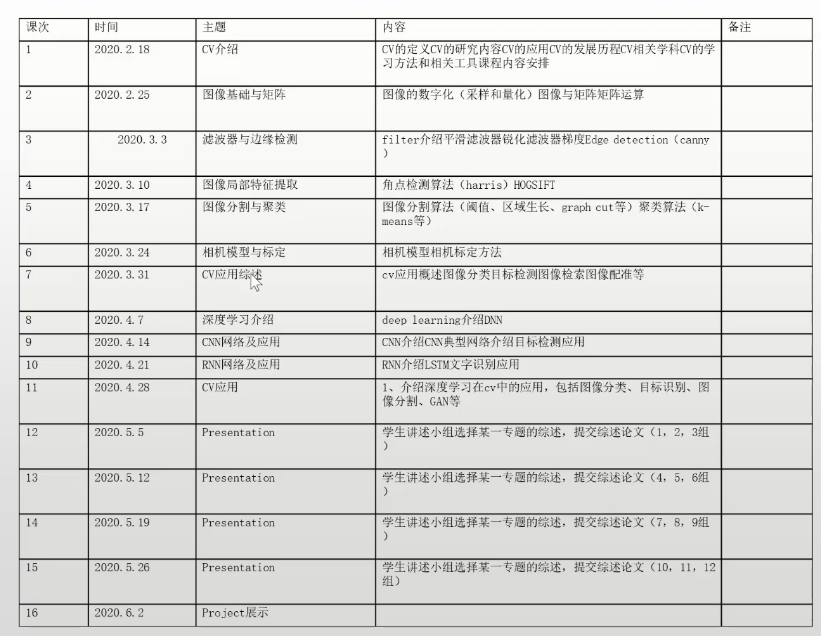 课次 时间 主题 内容 备注
1 2020.2.18 CV介绍 CV的定义CV的研究内容CV的应用CV的发展历程CV相关学科CV的学
习方法和相关工具课程内容安排
2 2020.2.25 图像基础与矩阵 图像的数字化（采样和量化）图像与矩阵矩阵运算
3 2020.3.3 滤波器与边缘检测 filter介绍平滑滤波器锐化滤波器梯度Edge detection（canny
）
4 2020.3.10 图像局部特征提取 角点检测算法（harris）HOGSIFT
5 2020.3.17 图像分割与聚类 图像分割算法（阈值、区域生长、graph cut等）聚类算法（k-
means等）
6 2020.3.24 相机模型与标定 相机模型相机标定方法
7 2020.3.31 CV应用综述 cv应用概述图像分类目标检测图像检索图像配准等
8 2020.4.7 深度学习介绍 deep learning介绍DNN
9 2020.4.14 CNN网络及应用 CNN介绍CNN典型网络介绍目标检测应用
10 2020.4.21 RNN网络及应用 RNN介绍LSTM文字识别应用
11 2020.4.28 CV应用 1、介绍深度学习在cv中的应用，包括图像分类、目标识别、图
像分割、GAN等
12 2020.5.5 Presentation 学生讲述小组选择某一专题的综述，提交综述论文（1，2，3组
）
13 2020.5.12 Presentation 学生讲述小组选择某一专题的综述，提交综述论文（4，5，6组
）
14 2020.5.19 Presentation 学生讲述小组选择某一专题的综述，提交综述论文（7，8，9组
）
15 2020.5.26 Presentation 学生讲述小组选择某一专题的综述，提交综述论文（10，11，12
组）
16 2020.6.2 Project展示